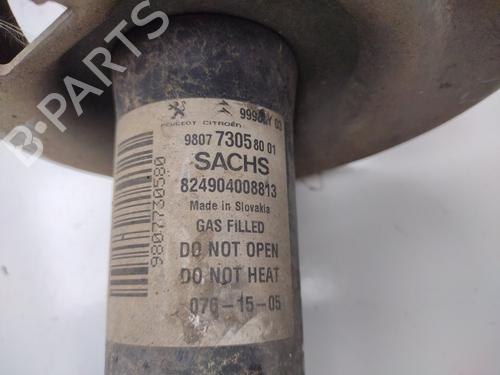 PEUGEOT CITROËN
9807 7305 80 01
SACHS
824904008813
Made in Slovakia
GAS FILLED
DO NOT OPEN
DO NOT HEAT
076-15-05
9807730580
B-PARTS